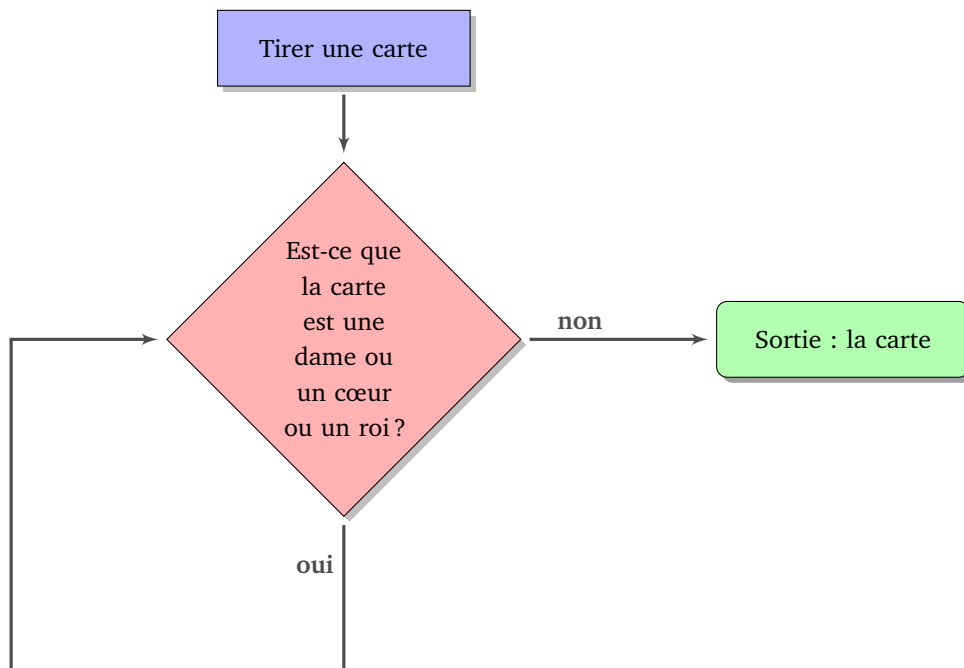 Tirer une carte
Est-ce que
la carte
est une
dame ou
un cœur
ou un roi ?
non
Sortie : la carte
oui